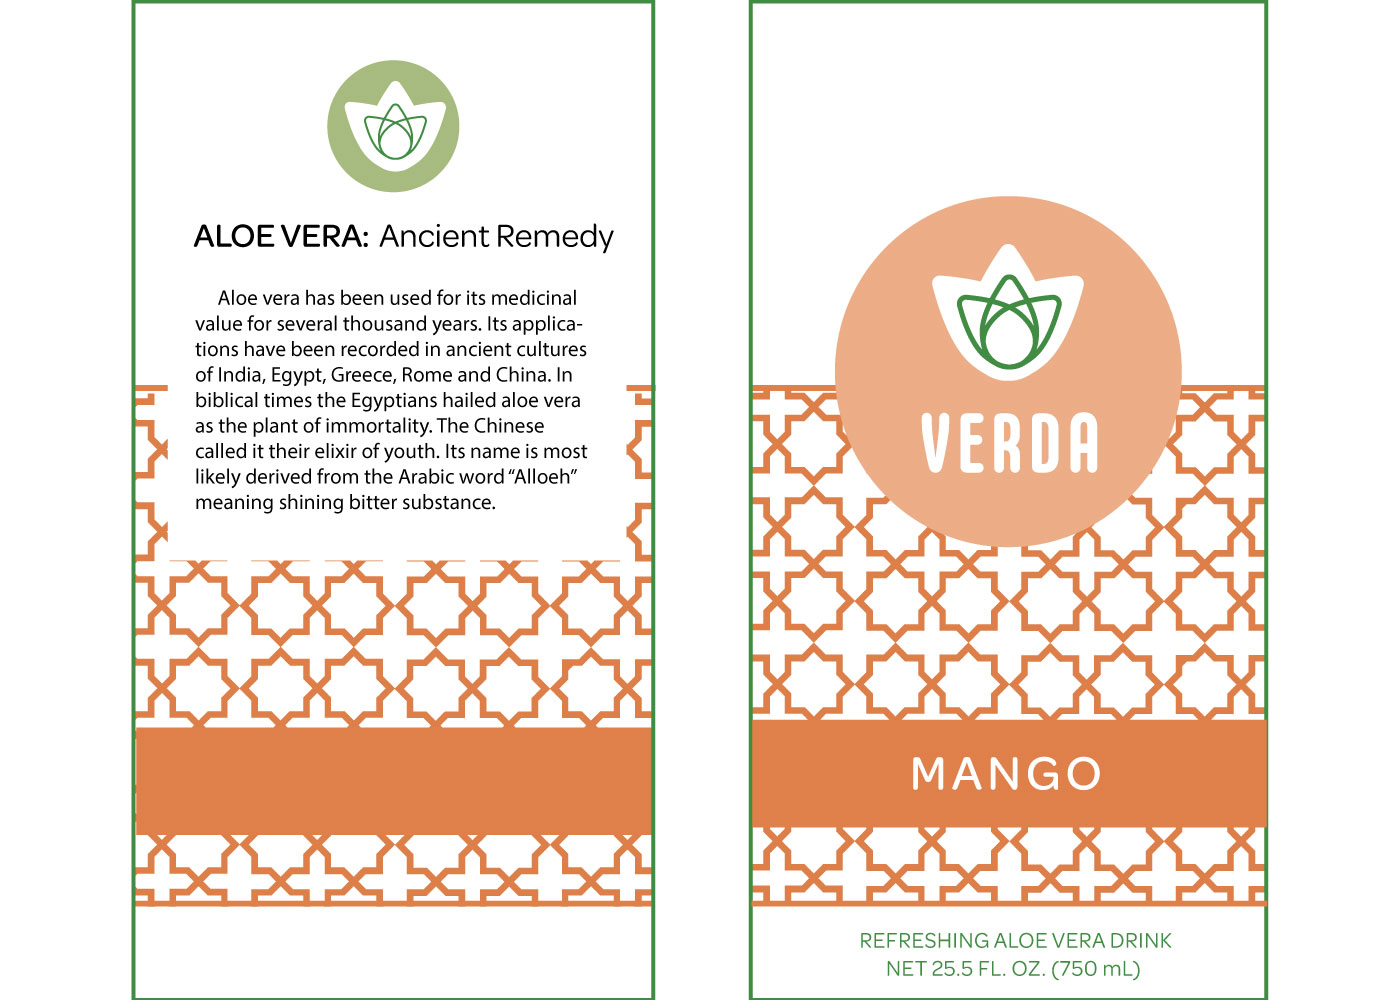 ALOE VERA: Ancient Remedy
Aloe vera has been used for its medicinal
value for several thousand years. Its applica-
tions have been recorded in ancient cultures
of India, Egypt, Greece, Rome and China. In
biblical times the Egyptians hailed aloe vera
as the plant of immortality. The Chinese
called it their elixir of youth. Its name is most
likely derived from the Arabic word “Alloeh”
meaning shining bitter substance.
VERDA
MANGO
REFRESHING ALOE VERA DRINK
NET 25.5 FL. OZ. (750 mL)